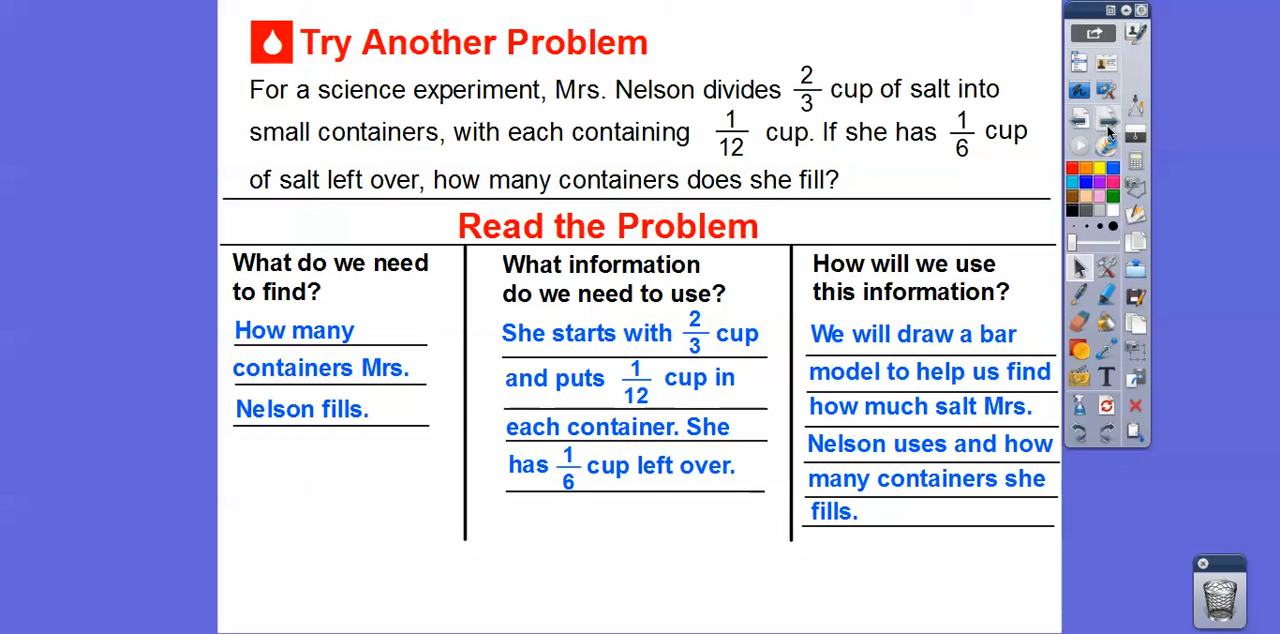 Try Another Problem
For a science experiment, Mrs. Nelson divides 2/3 cup of salt into
small containers, with each containing 1/12 cup. If she has 1/6 cup
of salt left over, how many containers does she fill?
Read the Problem
What do we need
to find?
How many
containers Mrs.
Nelson fills.
What information
do we need to use?
She starts with 2/3 cup
and puts 1/12 cup in
each container. She
has 1/6 cup left over.
How will we use
this information?
We will draw a bar
model to help us find
how much salt Mrs.
Nelson uses and how
many containers she
fills.
T